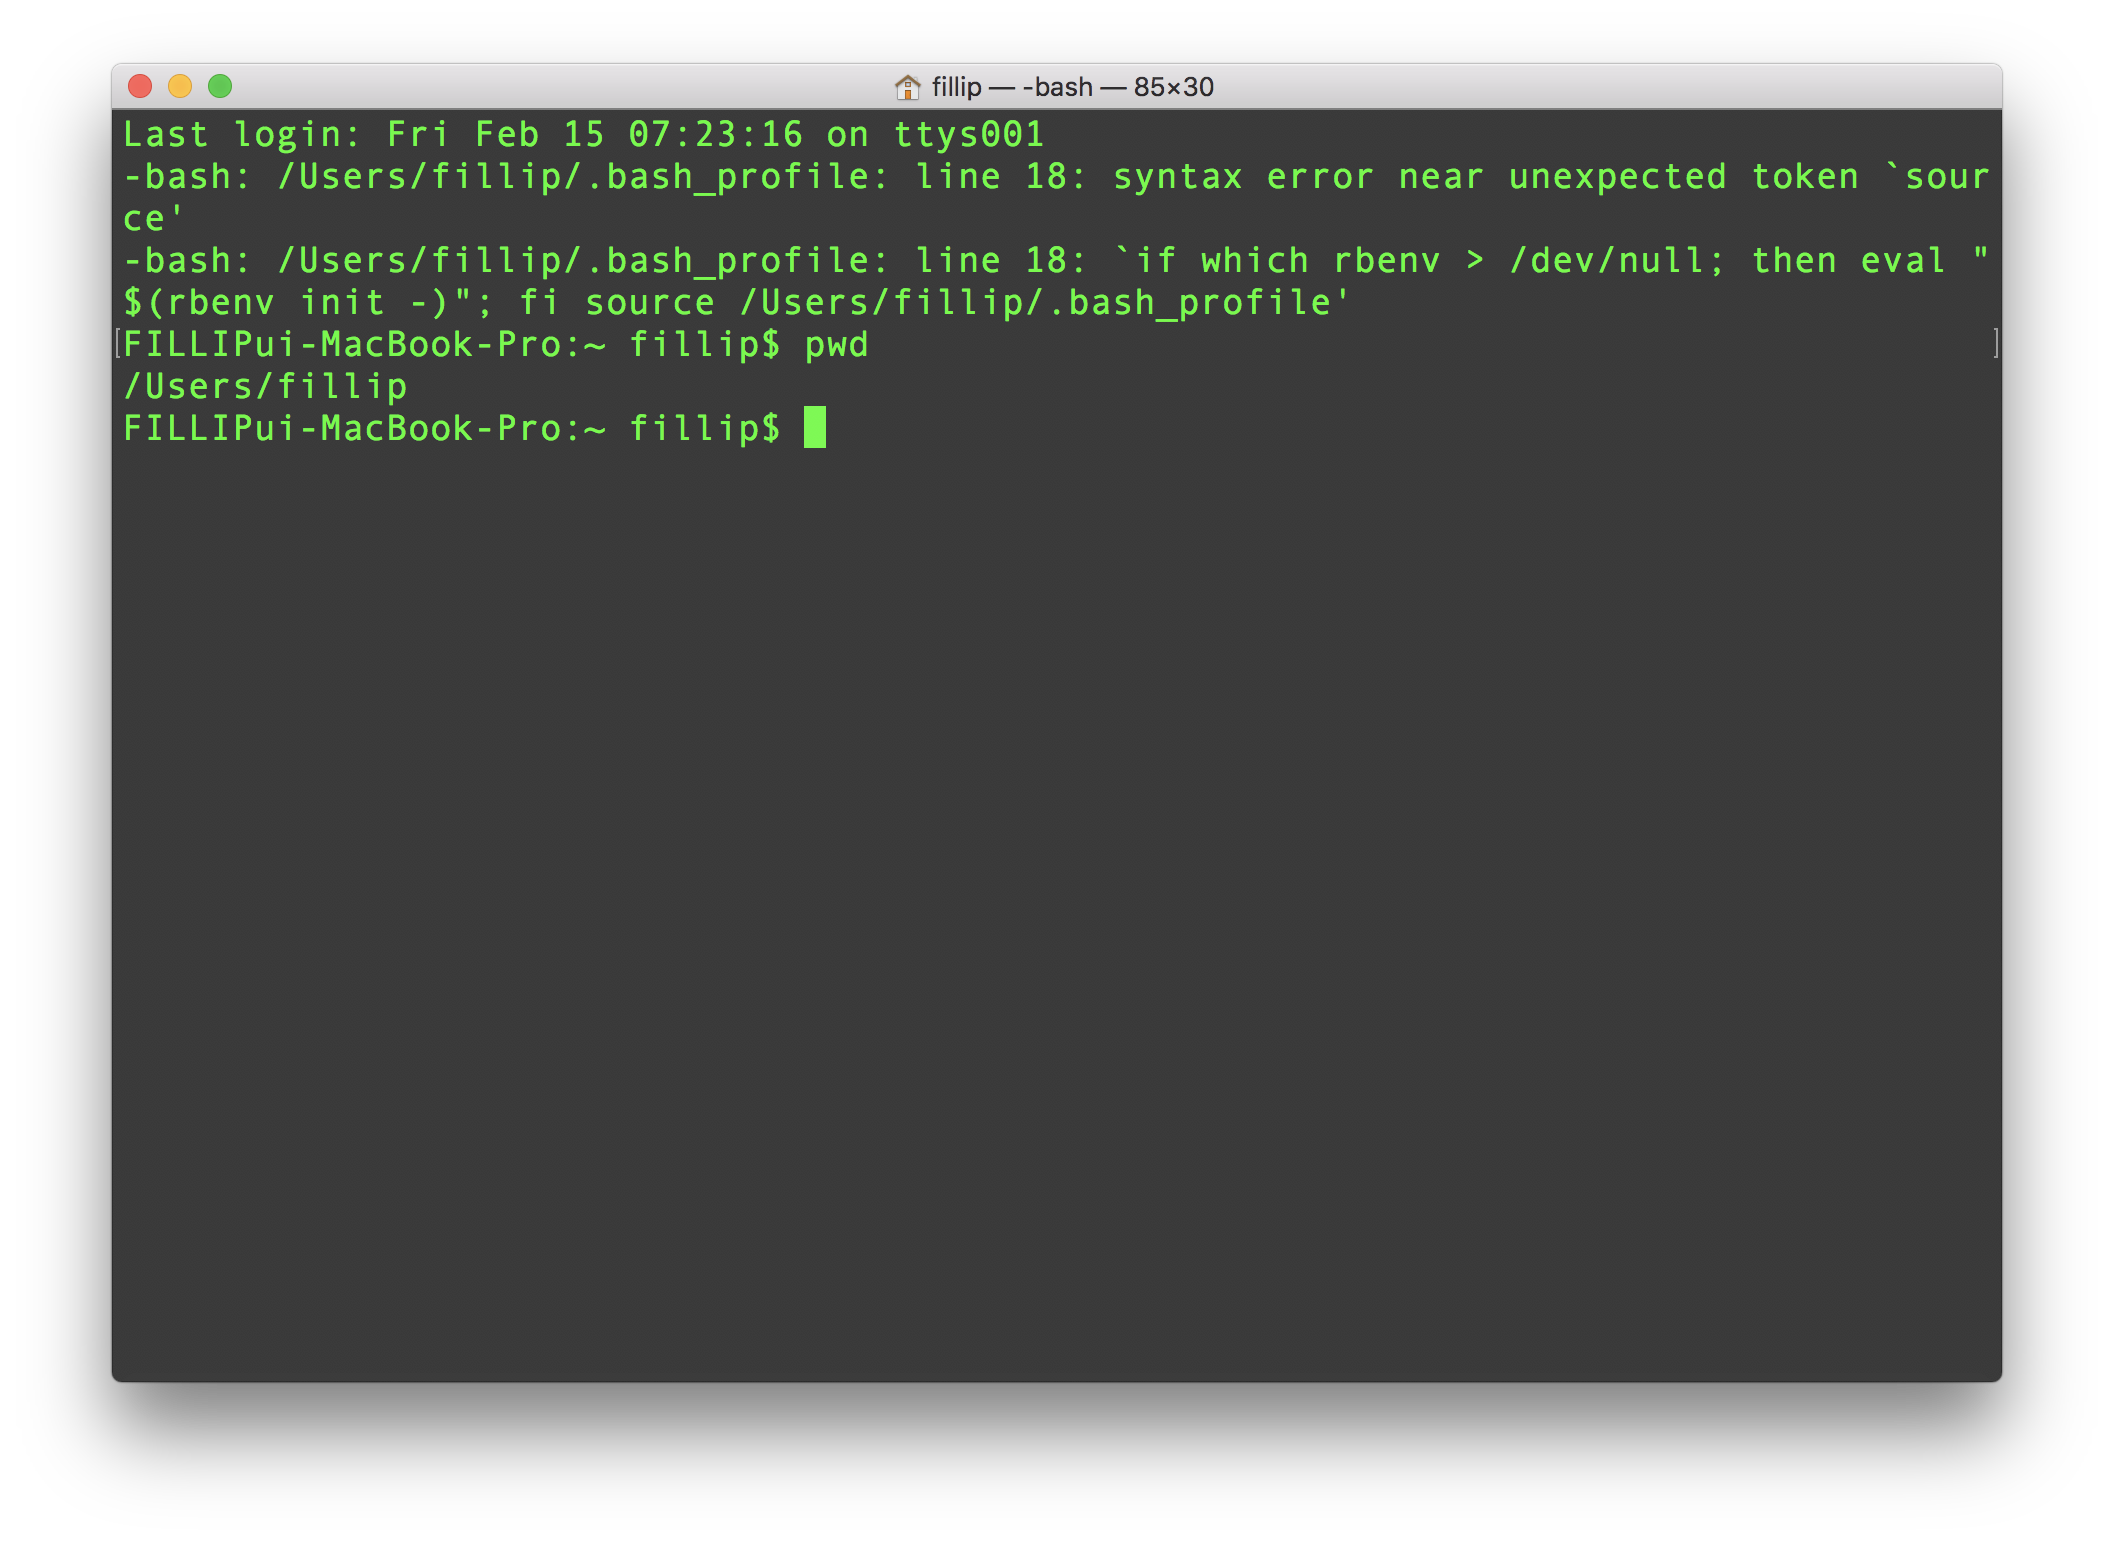 fillip — -bash — 85×30
Last login: Fri Feb 15 07:23:16 on ttys001
-bash: /Users/fillip/.bash_profile: line 18: syntax error near unexpected token `sour
ce'
-bash: /Users/fillip/.bash_profile: line 18: `if which rbenv > /dev/null; then eval "
$(rbenv init -)"; fi source /Users/fillip/.bash_profile'
[FILLIPui-MacBook-Pro:~ fillip$ pwd ]
/Users/fillip
FILLIPui-MacBook-Pro:~ fillip$